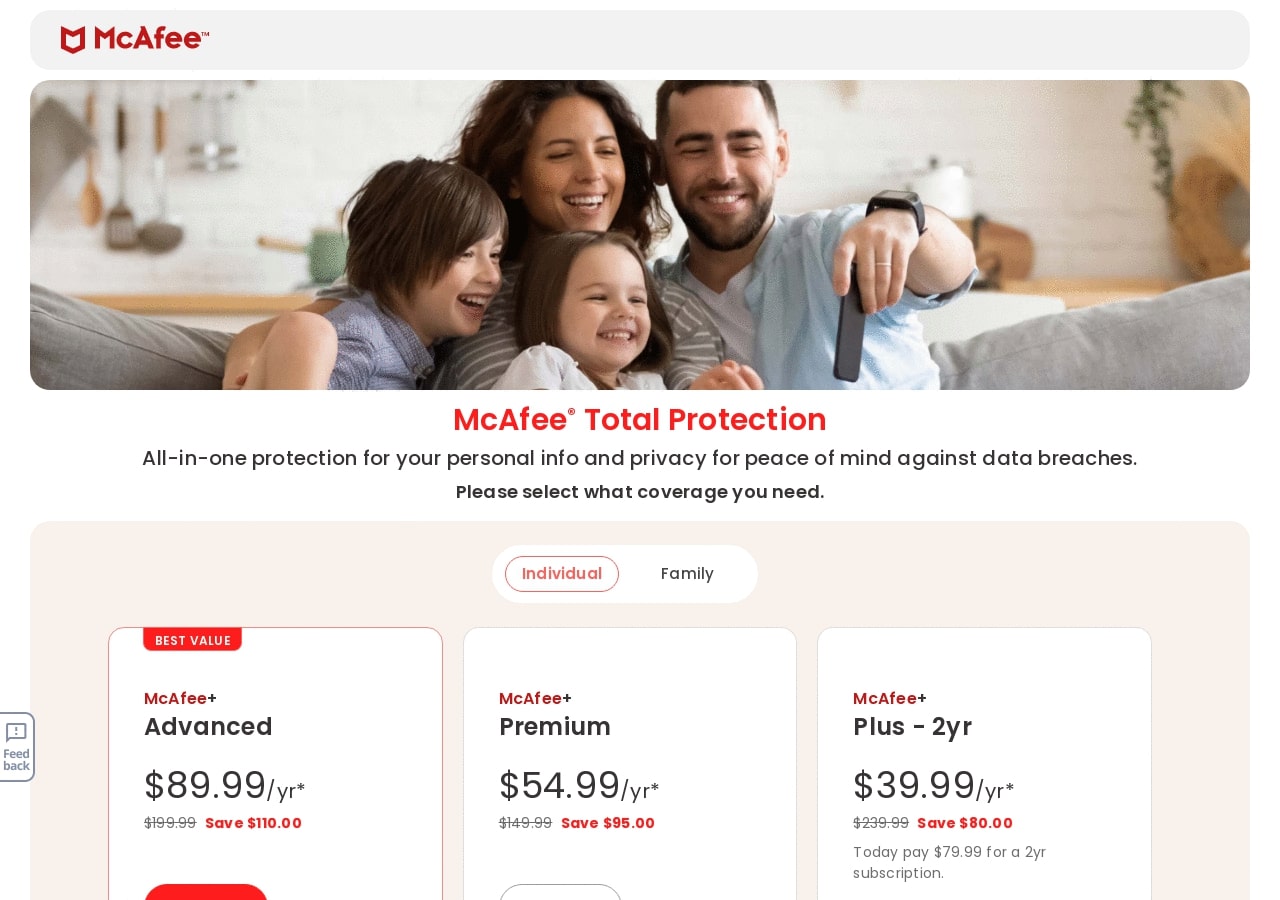 McAfee™
McAfee® Total Protection
All-in-one protection for your personal info and privacy for peace of mind against data breaches.
Please select what coverage you need.
Individual
Family
BEST VALUE
McAfee+
Advanced
$89.99/yr*
$199.99 Save $110.00
McAfee+
Premium
$54.99/yr*
$149.99 Save $95.00
McAfee+
Plus - 2yr
$39.99/yr*
$239.99 Save $80.00
Today pay $79.99 for a 2yr
subscription.
Feed
back